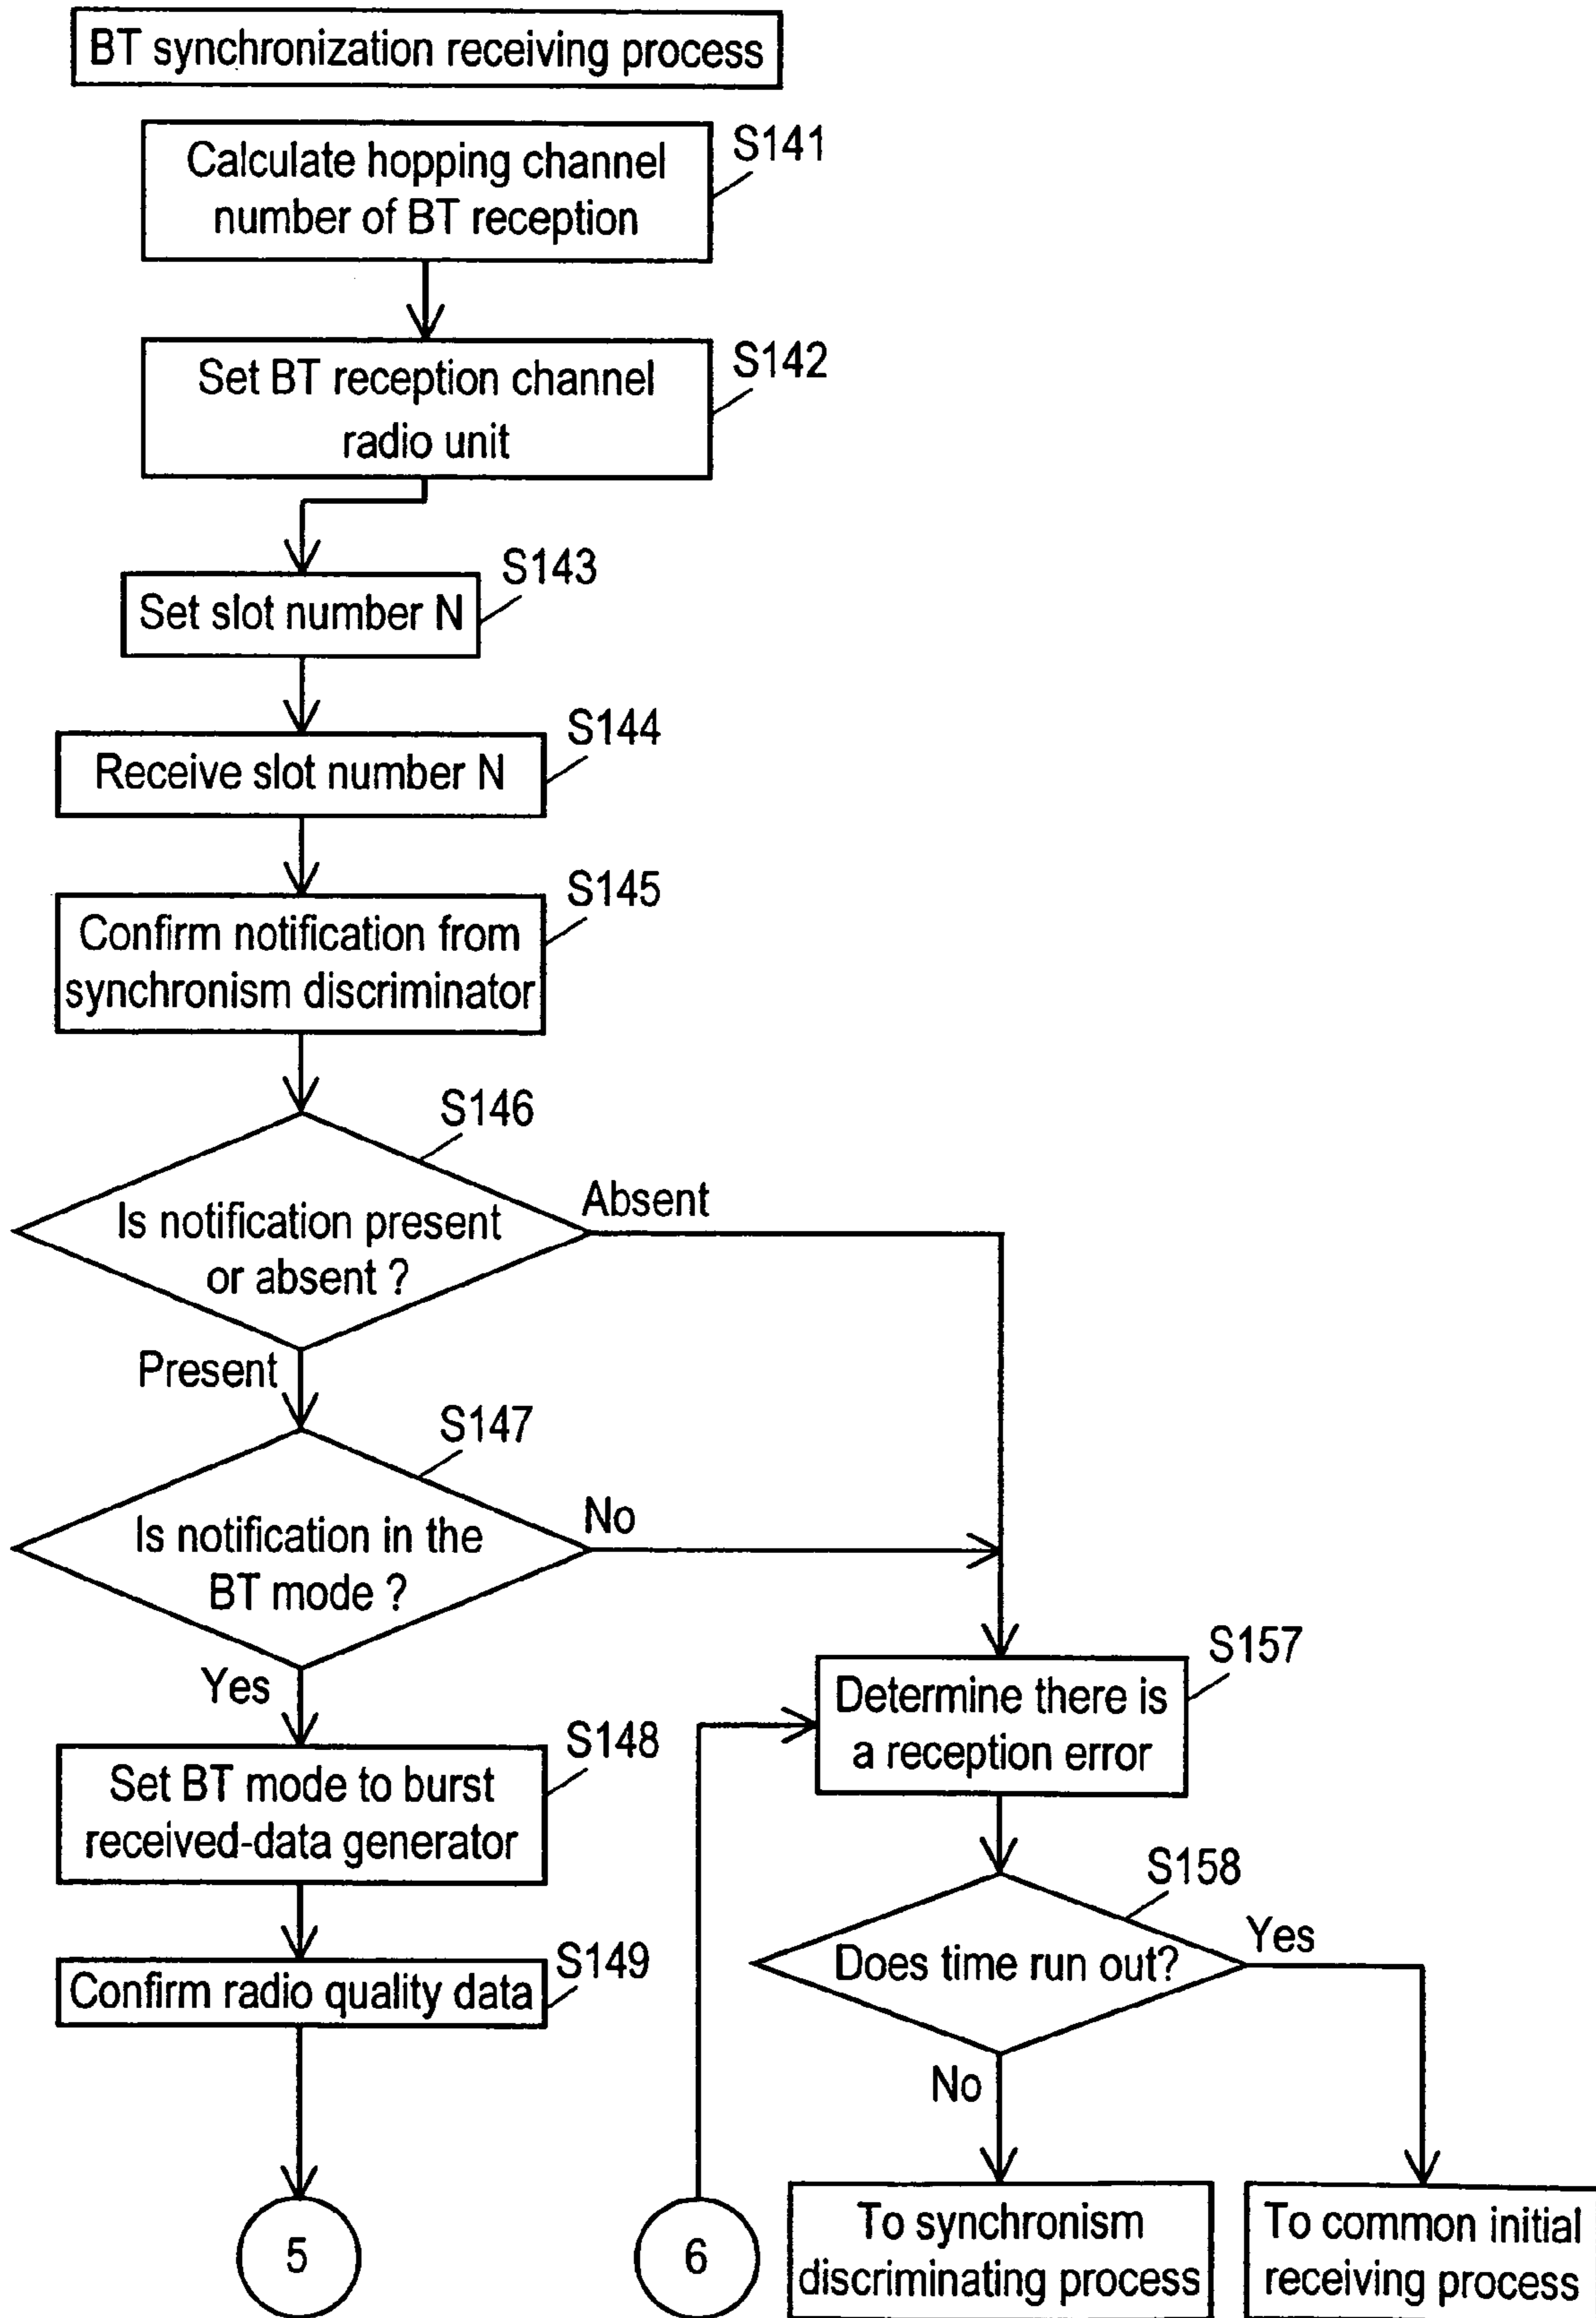 BT synchronization receiving process
S141
Calculate hopping channel
number of BT reception
S142
Set BT reception channel
radio unit
S143
Set slot number N
S144
Receive slot number N
S145
Confirm notification from
synchronism discriminator
S146
Is notification present
or absent ?
Absent
Present
S147
Is notification in the
BT mode ?
No
Yes
S148
Set BT mode to burst
received-data generator
S149
Confirm radio quality data
5
S157
Determine there is
a reception error
S158
Does time run out?
Yes
No
6
To synchronism
discriminating process
To common initial
receiving process